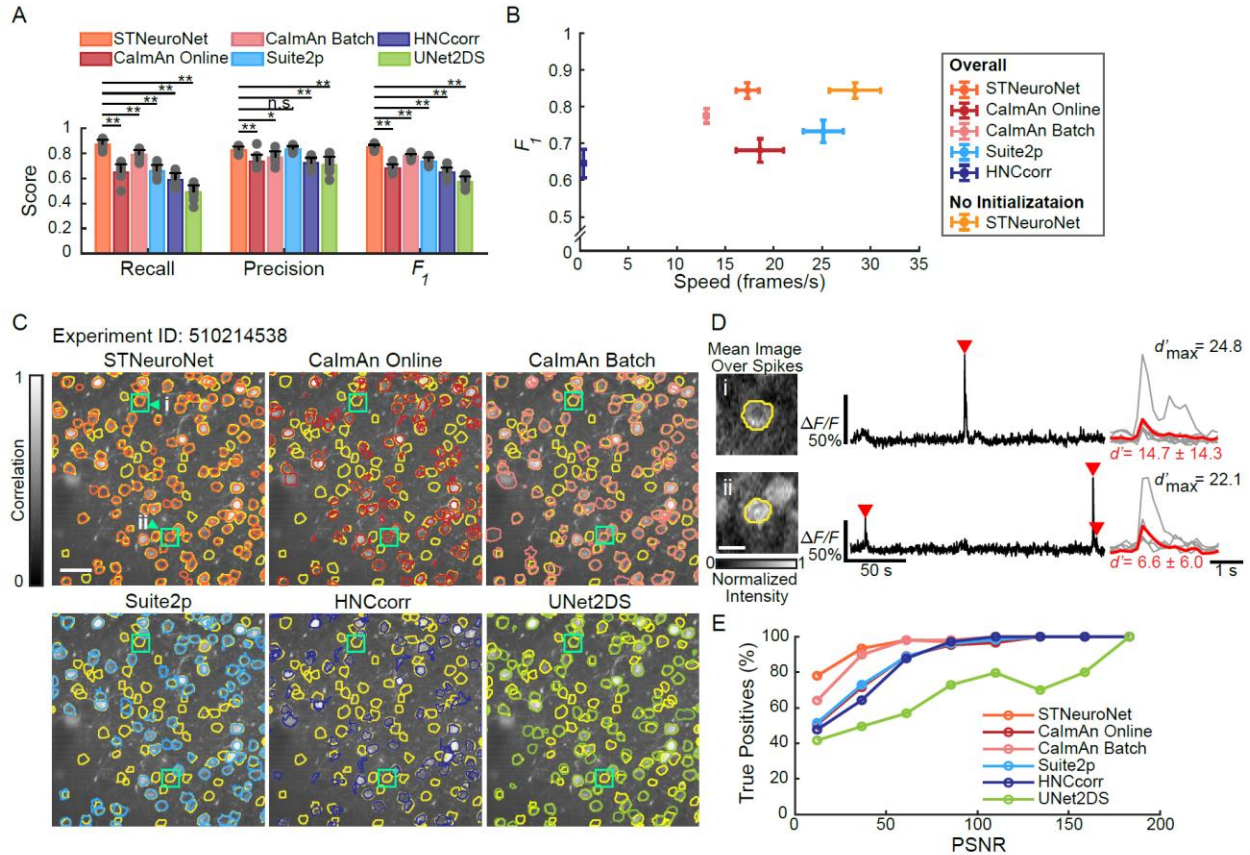 A
STNeuroNet
CaImAn Batch
HNCcorr
CaImAn Online
Suite2p
UNet2DS
**
**
**
**
**
**
**
n.s.
*
**
**
**
**
**
**
Score
1
0.8
0.6
0.4
0.2
0
Recall
Precision
F1
B
F1
1
0.9
0.8
0.7
0.6
0.5
0
0
5
10
15
20
25
30
35
Speed (frames/s)
Overall
STNeuroNet
CaImAn Online
CaImAn Batch
Suite2p
HNCcorr
No Initializataion
STNeuroNet
C
Experiment ID: 510214538
STNeuroNet
CaImAn Online
CaImAn Batch
1
Correlation
0
i
ii
Suite2p
HNCcorr
UNet2DS
D
Mean Image
Over Spikes
i
ΔF/F
50%
d'max = 24.8
d'= 14.7 ± 14.3
ii
ΔF/F
50%
50 s
d'max = 22.1
d'= 6.6 ± 6.0
1 s
0
1
Normalized
Intensity
E
True Positives (%)
100
80
60
40
20
0
0
50
100
150
200
PSNR
STNeuroNet
CaImAn Online
CaImAn Batch
Suite2p
HNCcorr
UNet2DS